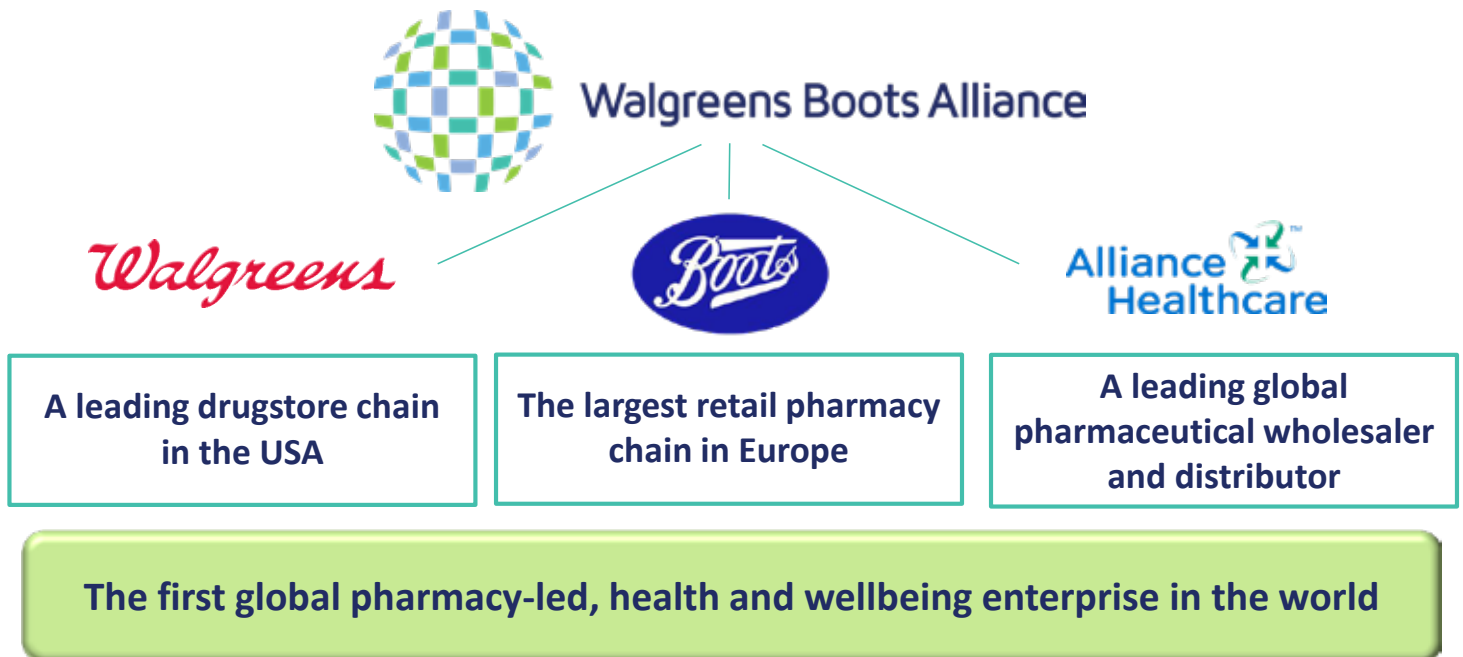 Walgreens Boots Alliance
Walgreens
Boots
Alliance
Healthcare
™
A leading drugstore chain
in the USA
The largest retail pharmacy
chain in Europe
A leading global
pharmaceutical wholesaler
and distributor
The first global pharmacy-led, health and wellbeing enterprise in the world